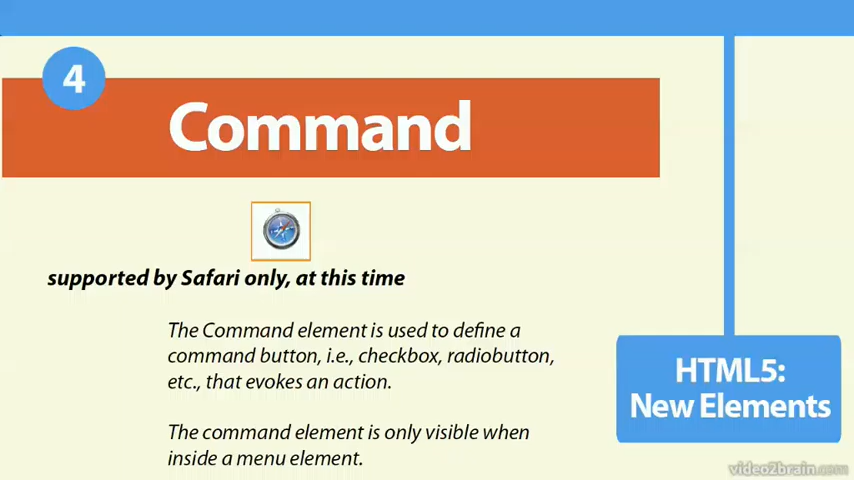 4
Command
supported by Safari only, at this time
The Command element is used to define a
command button, i.e., checkbox, radiobutton,
etc., that evokes an action.
The command element is only visible when
inside a menu element.
HTML5:
New Elements
video2brain.com